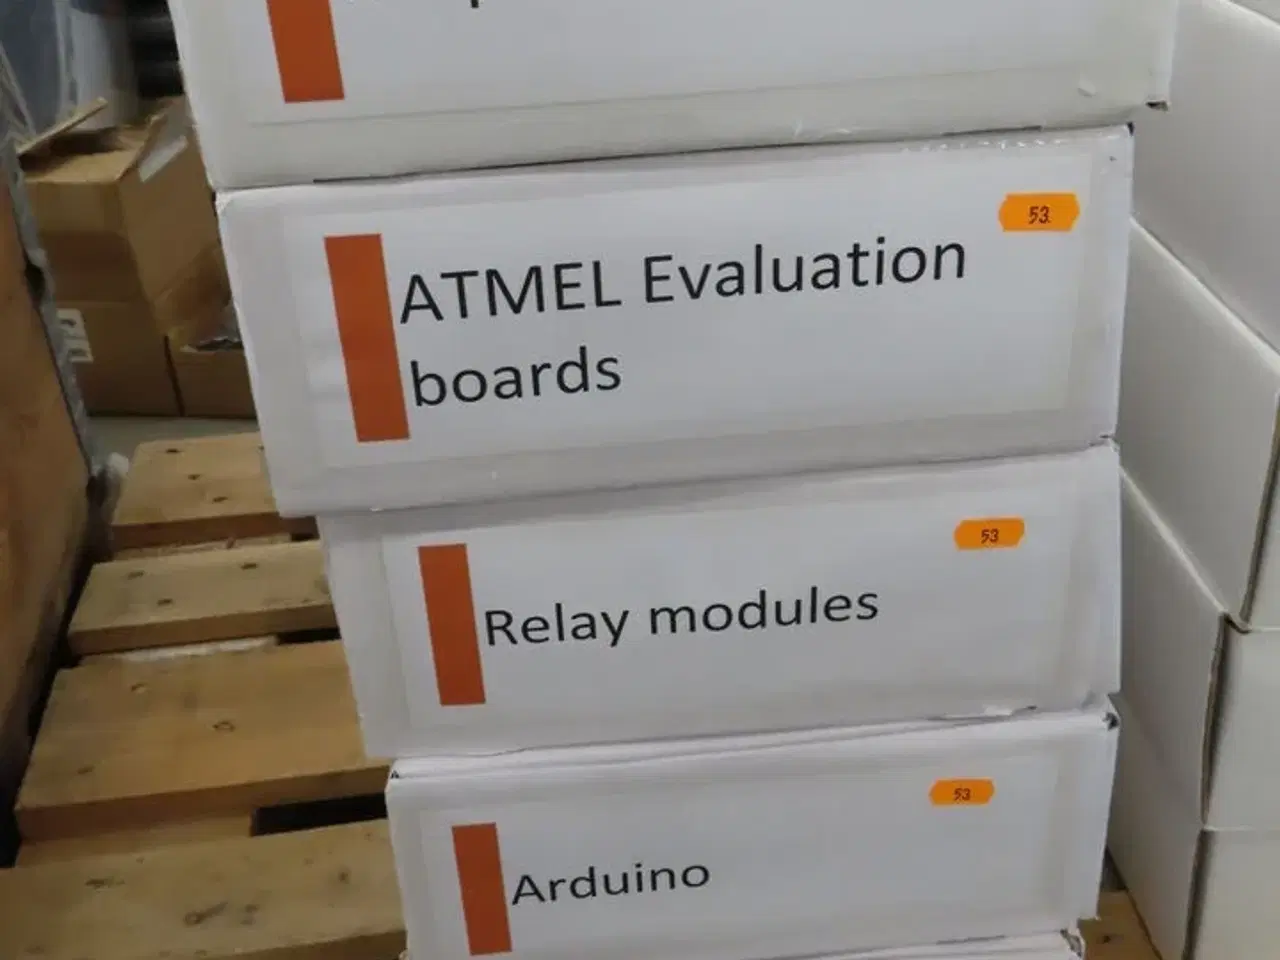 53
ATMEL Evaluation
boards
53
Relay modules
53
Arduino